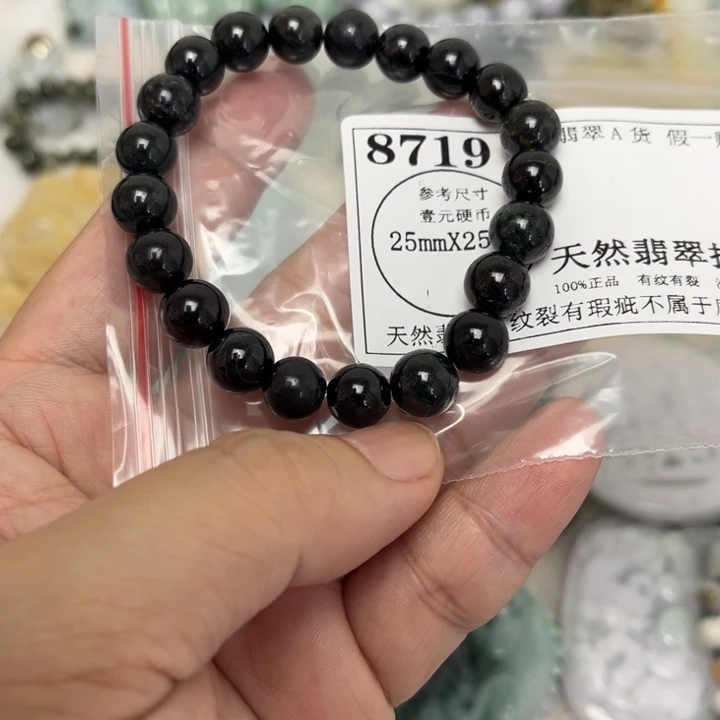 翡翠A货 假一
8719
参考尺寸
壹元硬币
25mmX25
天然翡翠
100%正品 有纹有裂
天然
纹裂有瑕疵不属于